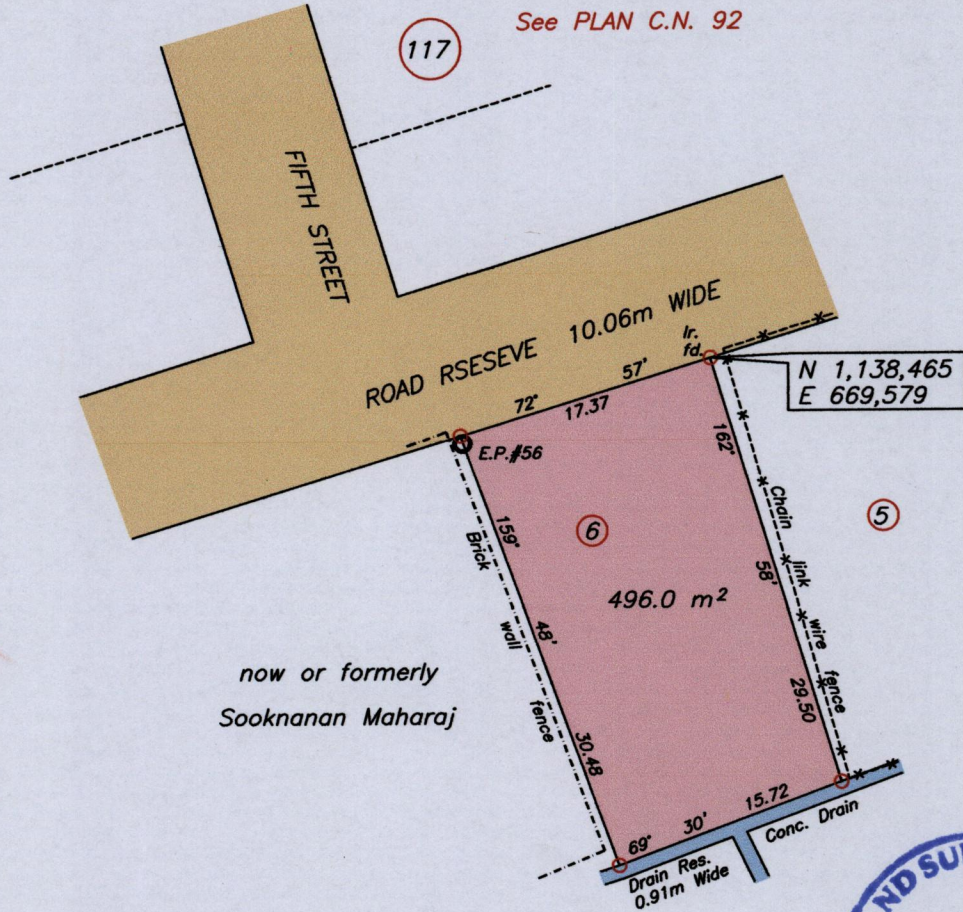 See PLAN C.N. 92
117
FIFTH STREET
ROAD RSESEVE 10.06m WIDE
Ir.
fd.
N 1,138,465
E 669,579
72° 57'
17.37
E.P.#56
162° 58'
29.50
Chain link wire fence
5
6
496.0 m²
159° 48'
30.48
Brick wall fence
now or formerly
Sooknanan Maharaj
69° 30'
15.72
Drain Res.
0.91m Wide
Conc. Drain
ND SU